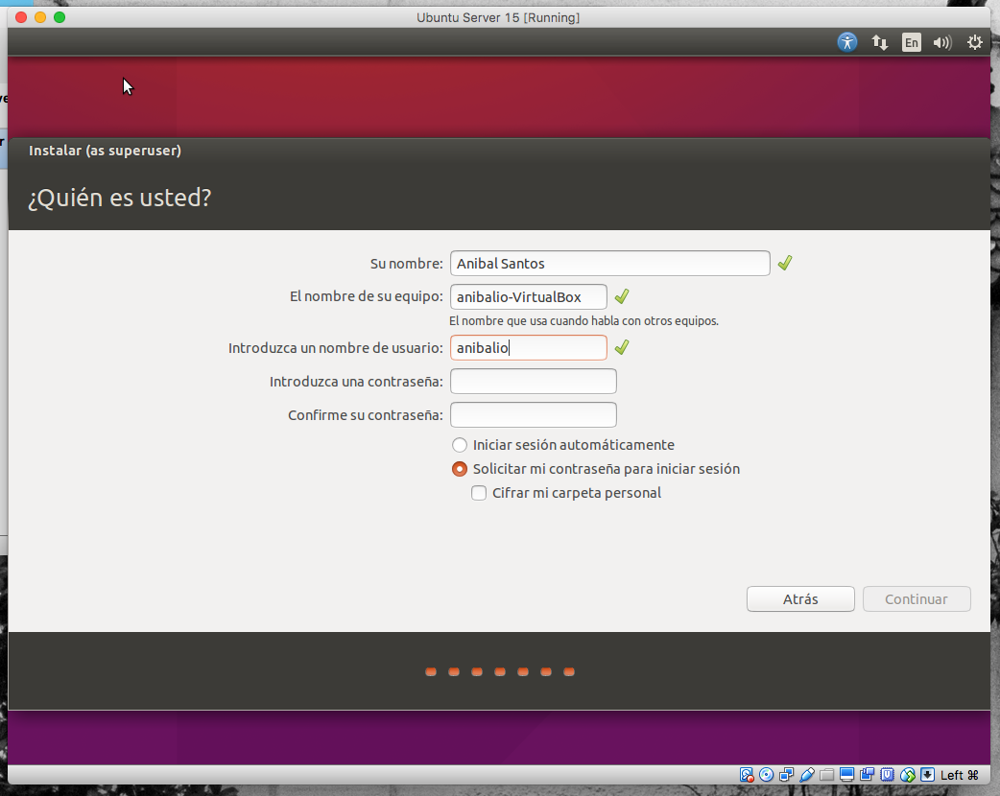 Ubuntu Server 15 [Running]
En
Instalar (as superuser)
¿Quién es usted?
Su nombre: Anibal Santos
El nombre de su equipo: anibalio-VirtualBox
El nombre que usa cuando habla con otros equipos.
Introduzca un nombre de usuario: anibalio
Introduzca una contraseña:
Confirme su contraseña:
Iniciar sesión automáticamente
Solicitar mi contraseña para iniciar sesión
Cifrar mi carpeta personal
Atrás Continuar
Left ⌘